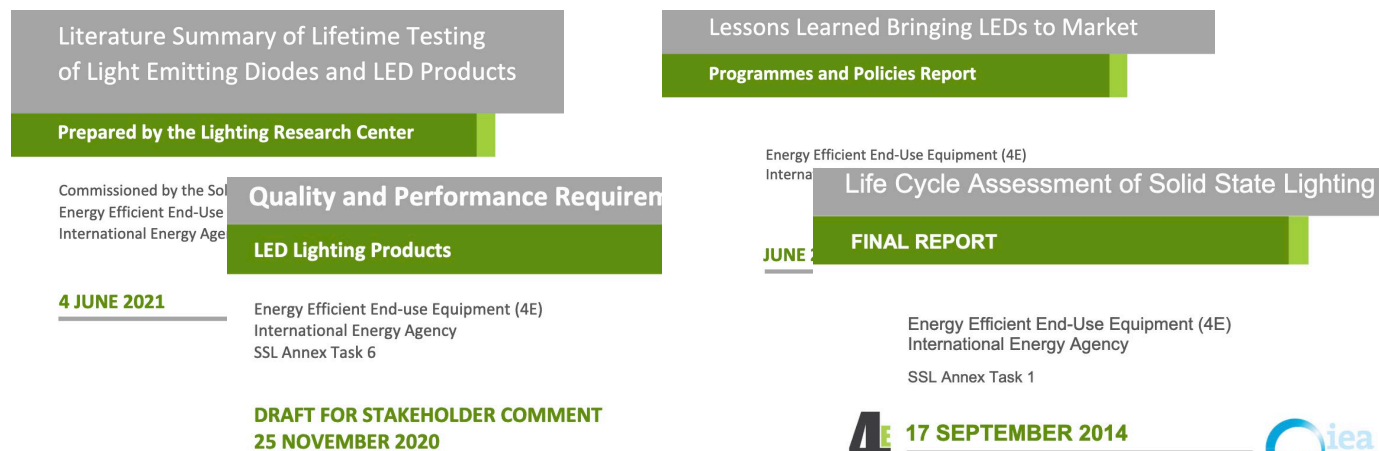 Literature Summary of Lifetime Testing
of Light Emitting Diodes and LED Products
Prepared by the Lighting Research Center
Commissioned by the
Energy Efficient End-Use
International Energy
4 JUNE 2021
Quality and Performance
LED Lighting Products
Energy Efficient End-use Equipment (4E)
International Energy Agency
SSL Annex Task 6
DRAFT FOR STAKEHOLDER COMMENT
25 NOVEMBER 2020
Lessons Learned Bringing LEDs to Market
Programmes and Policies Report
Energy Efficient End-Use Equipment (4E)
JUNE
Life Cycle Assessment of Solid State Lighting
FINAL REPORT
Energy Efficient End-Use Equipment (4E)
International Energy Agency
SSL Annex Task 1
4E
17 SEPTEMBER 2014
iea